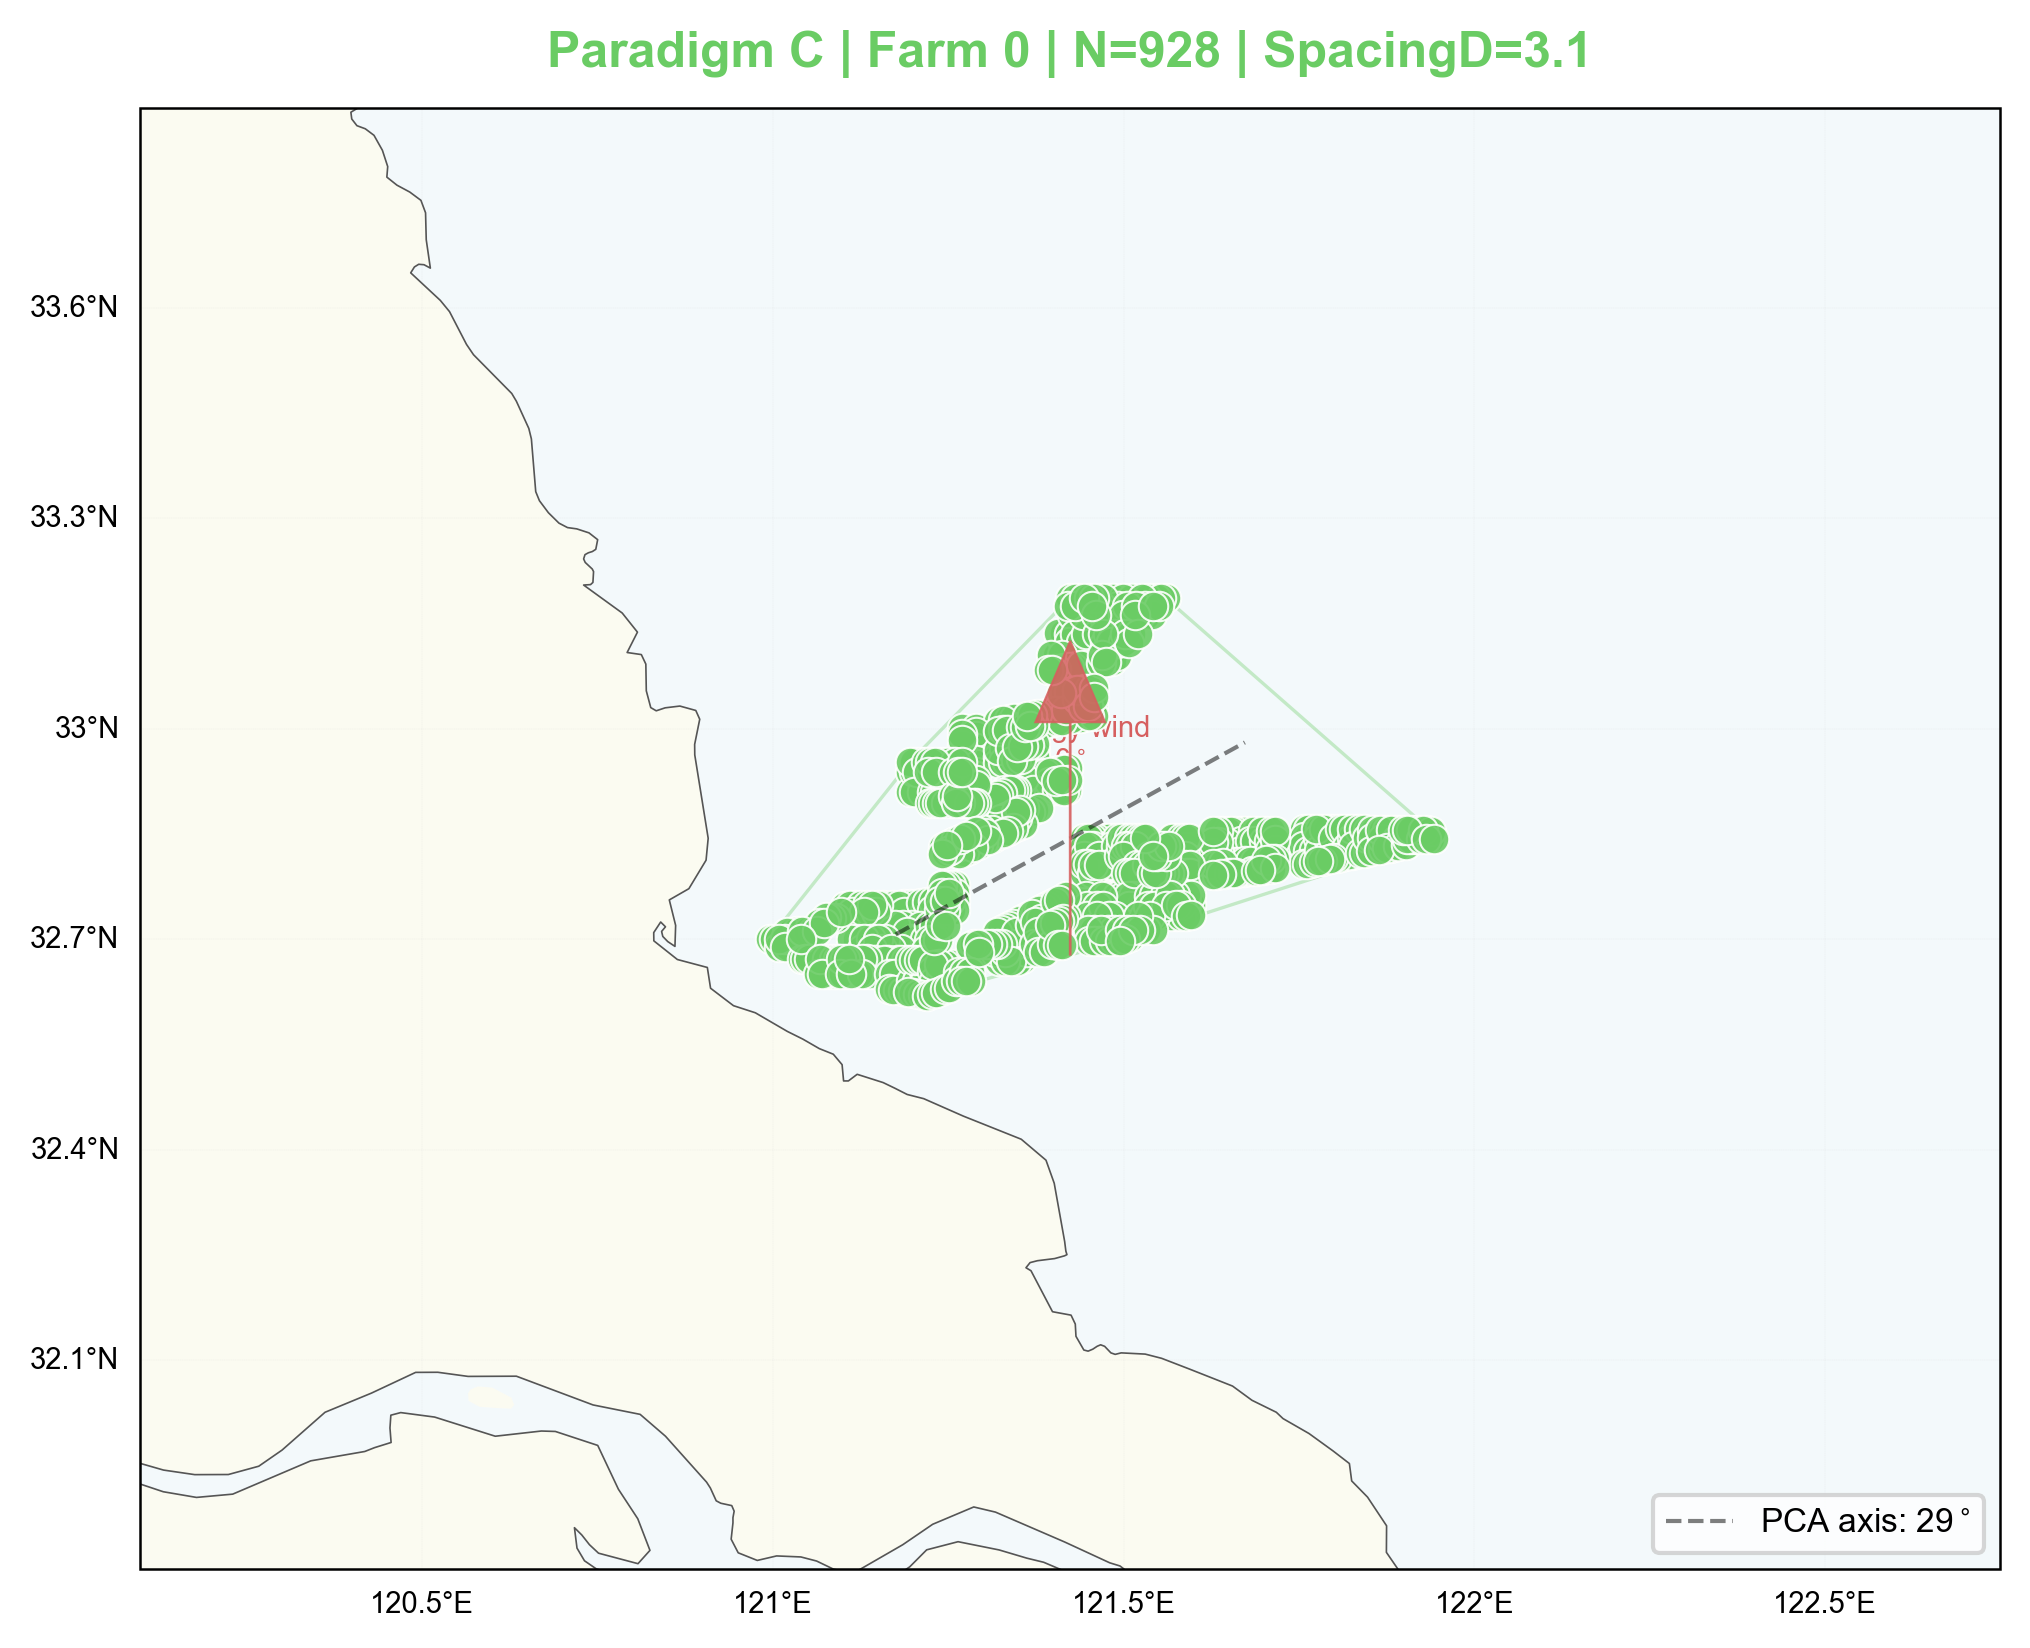 Paradigm C | Farm 0 | N=928 | SpacingD=3.1
33.6°N
33.3°N
33°N
wind
32.7°N
32.4°N
32.1°N
PCA axis: 29°
120.5°E
121°E
121.5°E
122°E
122.5°E